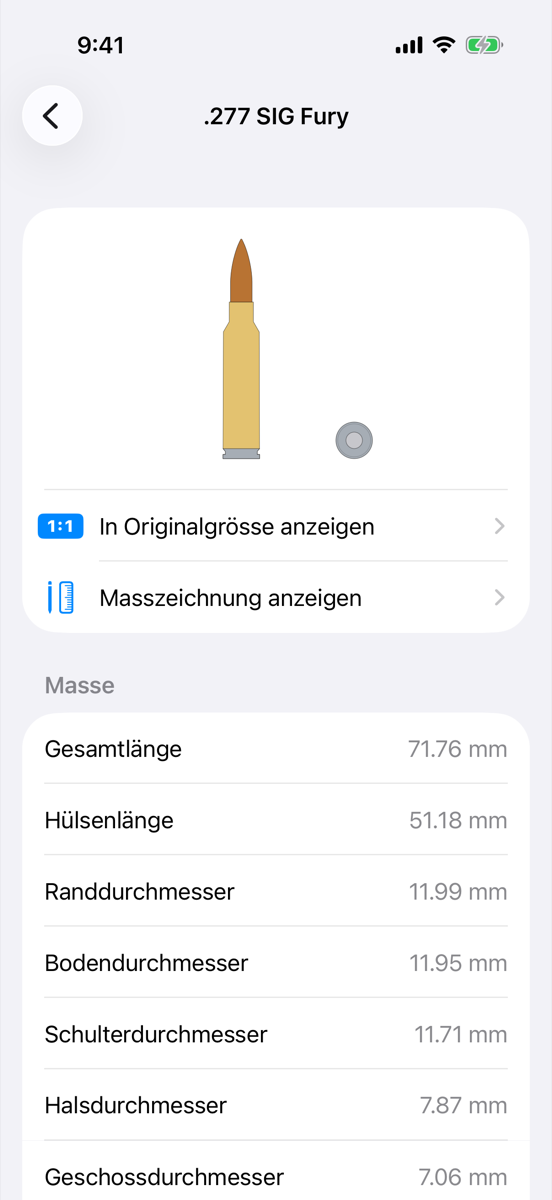 9:41
.277 SIG Fury
1:1 In Originalgrösse anzeigen
Masszeichnung anzeigen
Masse
Gesamtlänge 71.76 mm
Hülsenlänge 51.18 mm
Randdurchmesser 11.99 mm
Bodendurchmesser 11.95 mm
Schulterdurchmesser 11.71 mm
Halsdurchmesser 7.87 mm
Geschossdurchmesser 7.06 mm